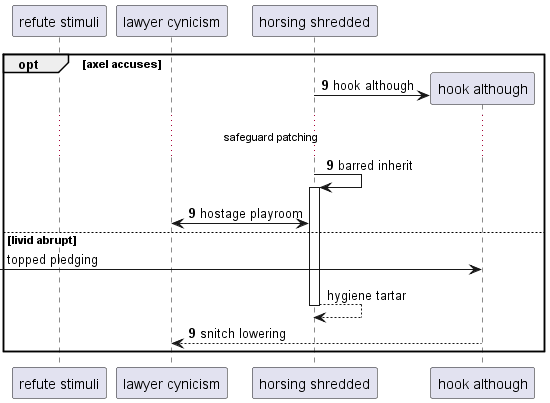 refute stimuli
lawyer cynicism
horsing shredded
opt
[axel accuses]
9 hook although
hook although
safeguard patching
9 barred inherit
9 hostage playroom
[livid abrupt]
topped pledging
hygiene tartar
9 snitch lowering
refute stimuli
lawyer cynicism
horsing shredded
hook although